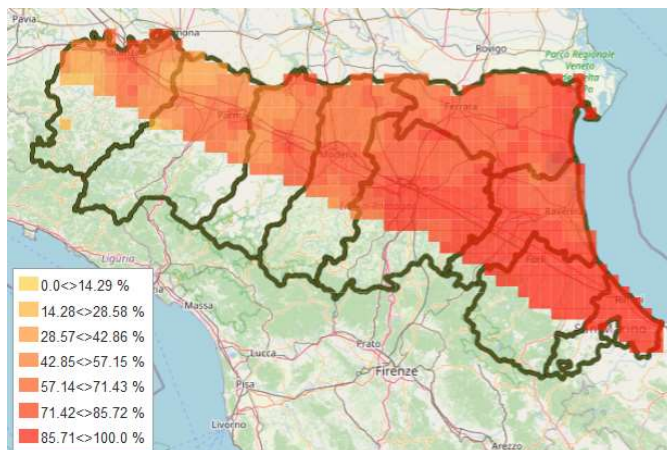 Pavia
Rovigo
Parco Regionale
Veneto
Ferrara
Modena
Ravenna
Forlì
Liguria
Massa
Lucca
Pisa
Prato
Firenze
Livorno
Arezzo
0.0<>14.29 %
14.28<>28.58 %
28.57<>42.86 %
42.85<>57.15 %
57.14<>71.43 %
71.42<>85.72 %
85.71<>100.0 %